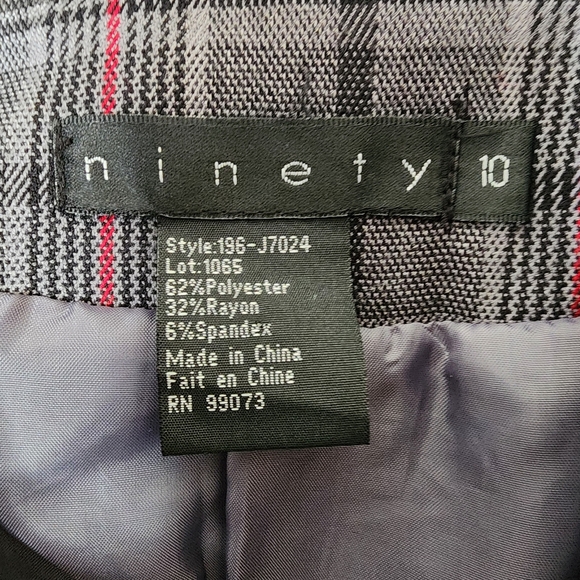 ninety 10
Style:196-J7024
Lot:1065
62%Polyester
32%Rayon
6%Spandex
Made in China
Fait en Chine
RN 99073